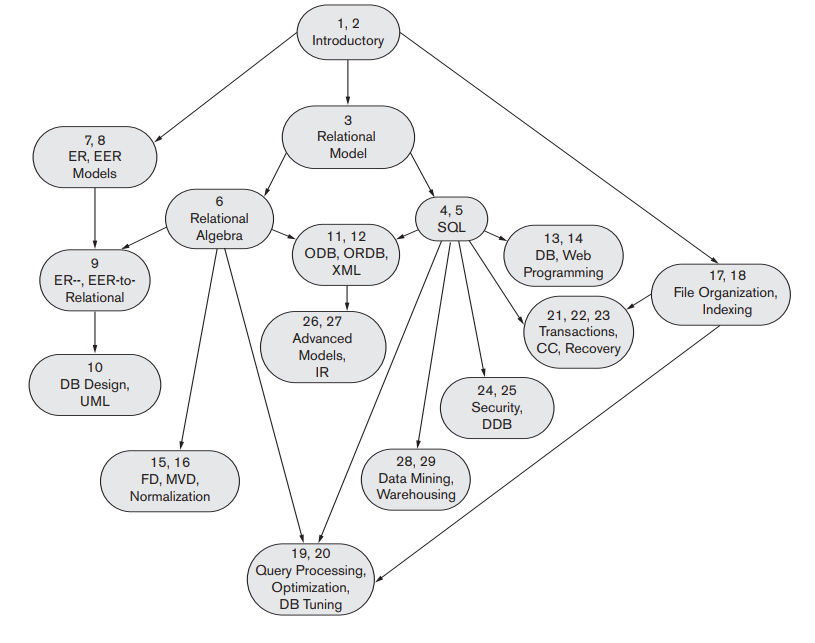 1, 2
Introductory
3
Relational
Model
7, 8
ER, EER
Models
6
Relational
Algebra
4, 5
SQL
11, 12
ODB, ORDB,
XML
13, 14
DB, Web
Programming
9
ER--, EER-to-
Relational
17, 18
File Organization,
Indexing
26, 27
Advanced
Models,
IR
21, 22, 23
Transactions,
CC, Recovery
10
DB Design,
UML
24, 25
Security,
DDB
15, 16
FD, MVD,
Normalization
28, 29
Data Mining,
Warehousing
19, 20
Query Processing,
Optimization,
DB Tuning